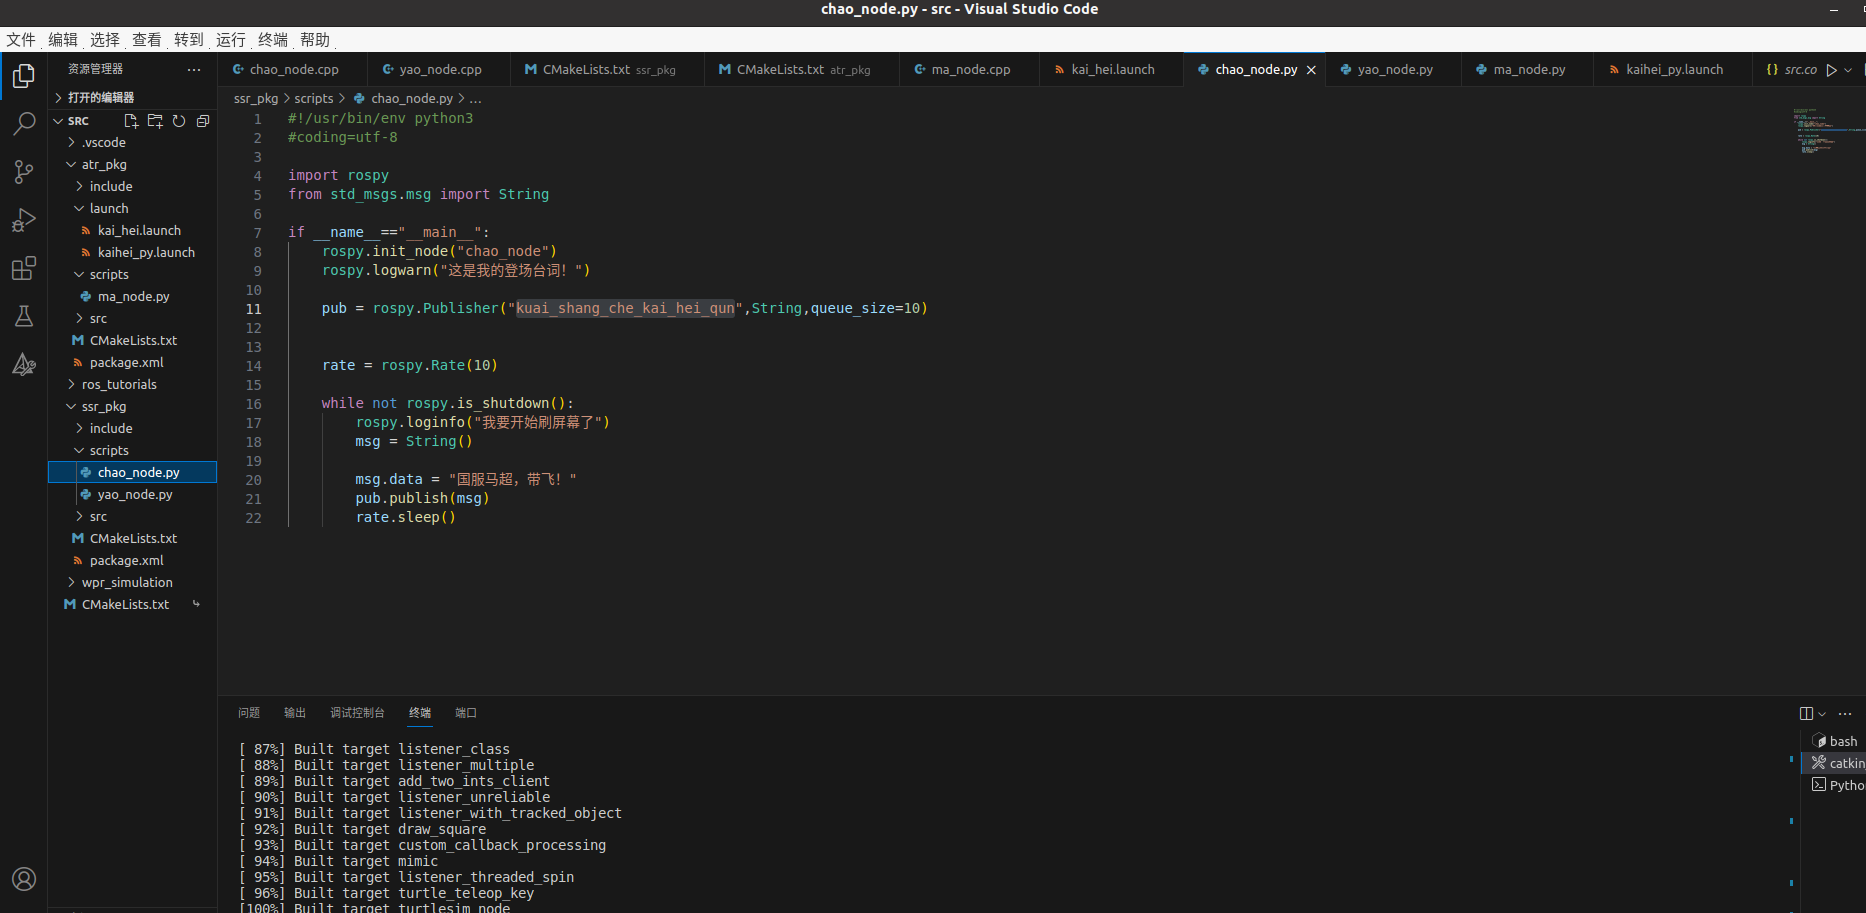 chao_node.py - src - Visual Studio Code
文件 编辑 选择 查看 转到 运行 终端 帮助
资源管理器
chao_node.cpp yao_node.cpp CMakeLists.txt ssr_pkg CMakeLists.txt atr_pkg ma_node.cpp kai_hei.launch chao_node.py yao_node.py ma_node.py kaihei_py.launch src.co
打开的编辑器
SRC
.vscode
atr_pkg
include
launch
kai_hei.launch
kaihei_py.launch
scripts
ma_node.py
src
CMakeLists.txt
package.xml
ros_tutorials
ssr_pkg
include
scripts
chao_node.py
yao_node.py
src
CMakeLists.txt
package.xml
wpr_simulation
CMakeLists.txt
ssr_pkg > scripts > chao_node.py > ...
1 #!/usr/bin/env python3
2 #coding=utf-8
3
4 import rospy
5 from std_msgs.msg import String
6
7 if __name__=="__main__":
8 rospy.init_node("chao_node")
9 rospy.logwarn("这是我的登场台词！")
10
11 pub = rospy.Publisher("kuai_shang_che_kai_hei_qun",String,queue_size=10)
12
13
14 rate = rospy.Rate(10)
15
16 while not rospy.is_shutdown():
17 rospy.loginfo("我要开始刷屏幕了")
18 msg = String()
19
20 msg.data = "国服马超，带飞！"
21 pub.publish(msg)
22 rate.sleep()
问题 输出 调试控制台 终端 端口
[ 87%] Built target listener_class
[ 88%] Built target listener_multiple
[ 89%] Built target add_two_ints_client
[ 90%] Built target listener_unreliable
[ 91%] Built target listener_with_tracked_object
[ 92%] Built target draw_square
[ 93%] Built target custom_callback_processing
[ 94%] Built target mimic
[ 95%] Built target listener_threaded_spin
[ 96%] Built target turtle_teleop_key
[100%] Built target turtlesim_node
bash
catkin
Pytho